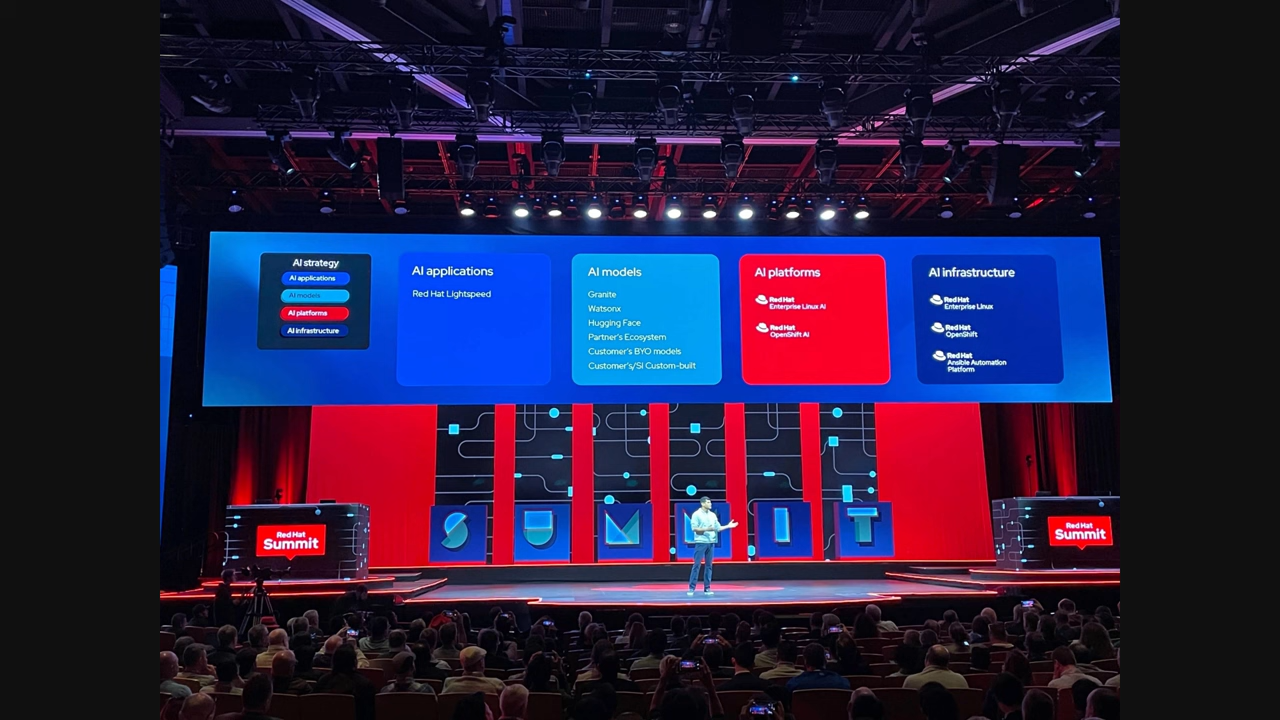 AI strategy
AI applications
AI models
AI platforms
AI infrastructure
AI applications
Red Hat Lightspeed
AI models
Granite
Watsonx
Hugging Face
Partner's Ecosystem
Customer's BYO models
Customer's/SI Custom-built
AI platforms
Red Hat
Enterprise Linux AI
Red Hat
OpenShift AI
AI infrastructure
Red Hat
Enterprise Linux
Red Hat
OpenShift
Red Hat
Ansible Automation
Platform
SUMMIT
Red Hat
Summit
Red Hat
Summit